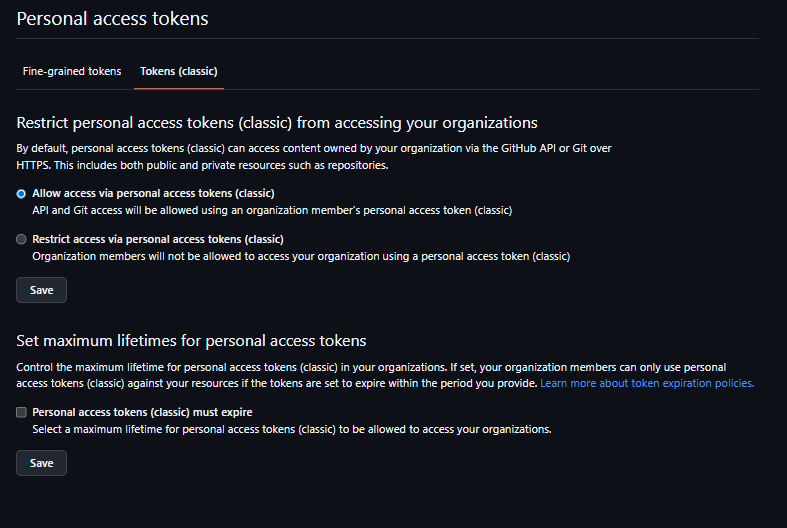 Personal access tokens
Fine-grained tokens Tokens (classic)
Restrict personal access tokens (classic) from accessing your organizations
By default, personal access tokens (classic) can access content owned by your organization via the GitHub API or Git over
HTTPS. This includes both public and private resources such as repositories.
Allow access via personal access tokens (classic)
API and Git access will be allowed using an organization member's personal access token (classic)
Restrict access via personal access tokens (classic)
Organization members will not be allowed to access your organization using a personal access token (classic)
Save
Set maximum lifetimes for personal access tokens
Control the maximum lifetime for personal access tokens (classic) in your organizations. If set, your organization members can only use personal
access tokens (classic) against your resources if the tokens are set to expire within the period you provide. Learn more about token expiration policies.
Personal access tokens (classic) must expire
Select a maximum lifetime for personal access tokens (classic) to be allowed to access your organizations.
Save